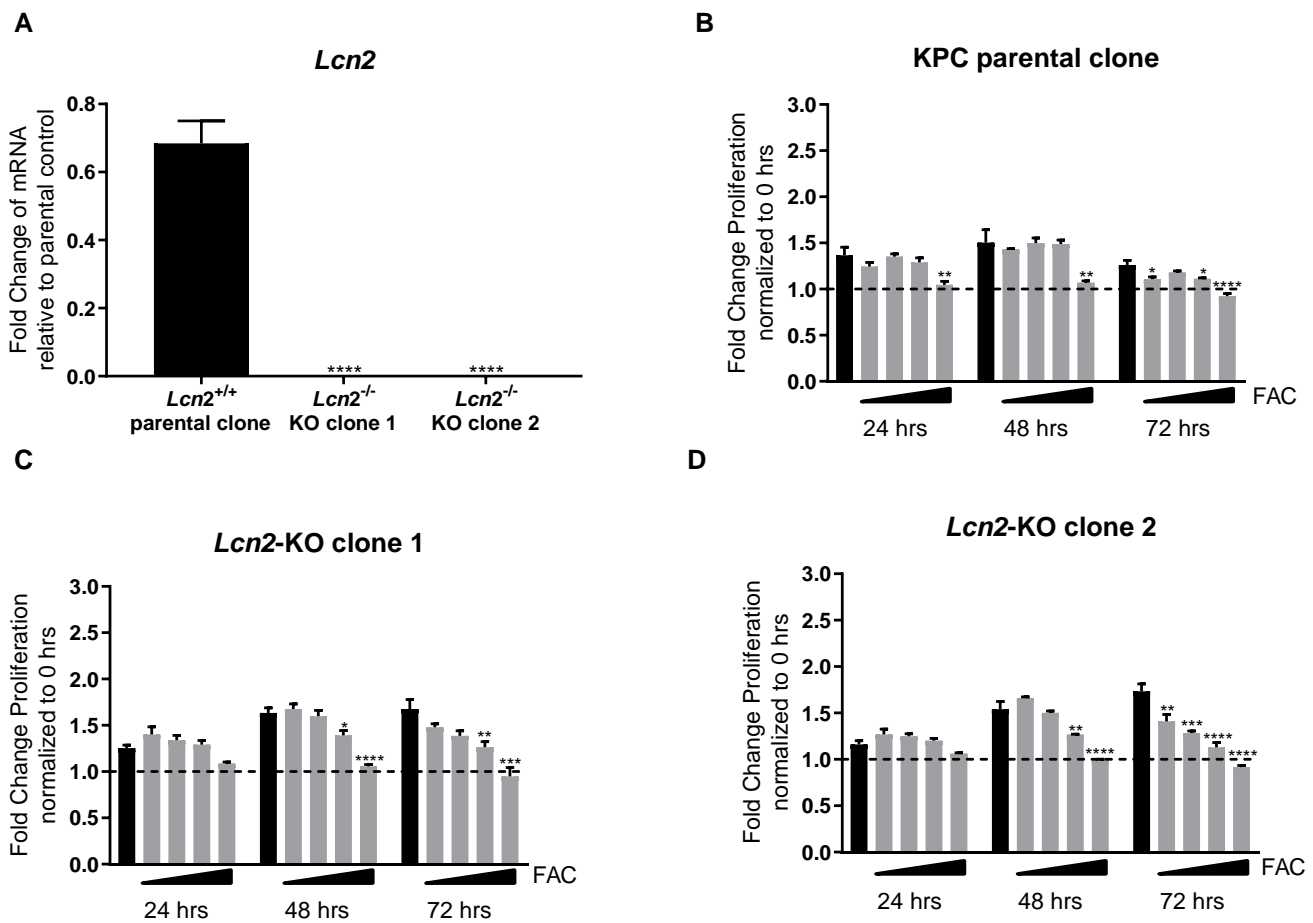 A
Lcn2
Fold Change of mRNA
relative to parental control
0.8
0.6
0.4
0.2
0.0
**** ****
Lcn2+/+
parental clone
Lcn2-/-
KO clone 1
Lcn2-/-
KO clone 2
B
KPC parental clone
Fold Change Proliferation
normalized to 0 hrs
3.0
2.5
2.0
1.5
1.0
0.5
0.0
** ** * * ****
FAC
24 hrs 48 hrs 72 hrs
C
Lcn2-KO clone 1
Fold Change Proliferation
normalized to 0 hrs
3.0
2.5
2.0
1.5
1.0
0.5
0.0
* **** ** ***
FAC
24 hrs 48 hrs 72 hrs
D
Lcn2-KO clone 2
Fold Change Proliferation
normalized to 0 hrs
3.0
2.5
2.0
1.5
1.0
0.5
0.0
** **** ** *** **** ****
FAC
24 hrs 48 hrs 72 hrs